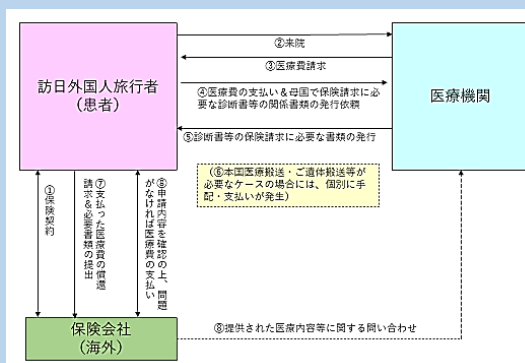 ②来院
③医療費請求
訪日外国人旅行者
（患者）
④医療費の支払い＆母国で保険請求に必
要な診断書等の関係書類の発行依頼
医療機関
⑤診断書等の保険請求に必要な書類の発行
（⑥本国医療搬送・ご遺体搬送等が
必要なケースの場合には、個別に手
配・支払いが発生）
①保険契約
⑦支払った医療費の償還
請求＆必要書類の提出
⑧申請内容を確認の上、問題
がなければ医療費の支払い
保険会社
（海外）
⑧提供された医療内容等に関する問い合わせ